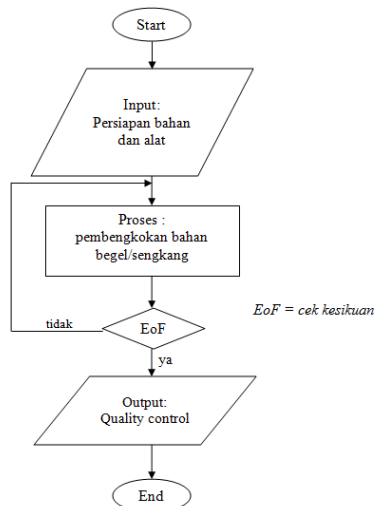 Start
Input:
Persiapan bahan
dan alat
Proses :
pembengkokan bahan
begel/sengkang
EoF = cek kesikuan
tidak
EoF
ya
Output:
Quality control
End